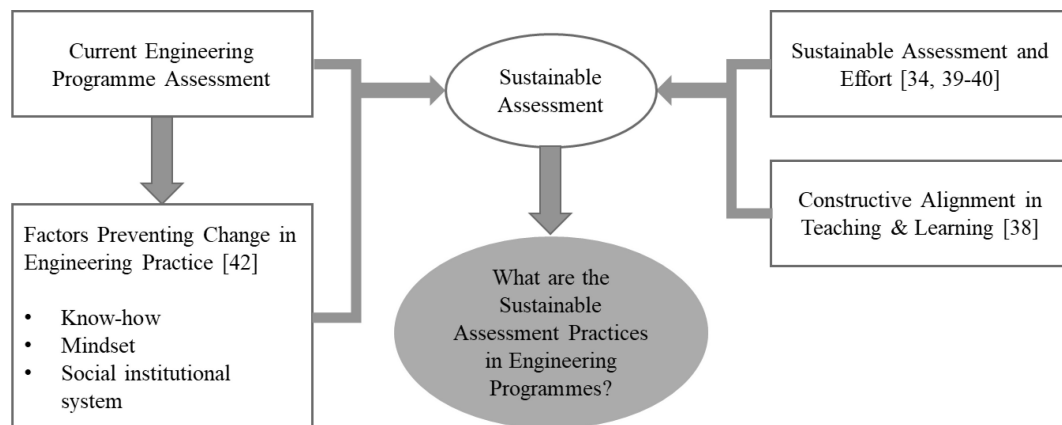 Current Engineering
Programme Assessment
Factors Preventing Change in
Engineering Practice [42]
• Know-how
• Mindset
• Social institutional
system
Sustainable
Assessment
What are the
Sustainable
Assessment Practices
in Engineering
Programmes?
Sustainable Assessment and
Effort [34, 39-40]
Constructive Alignment in
Teaching & Learning [38]